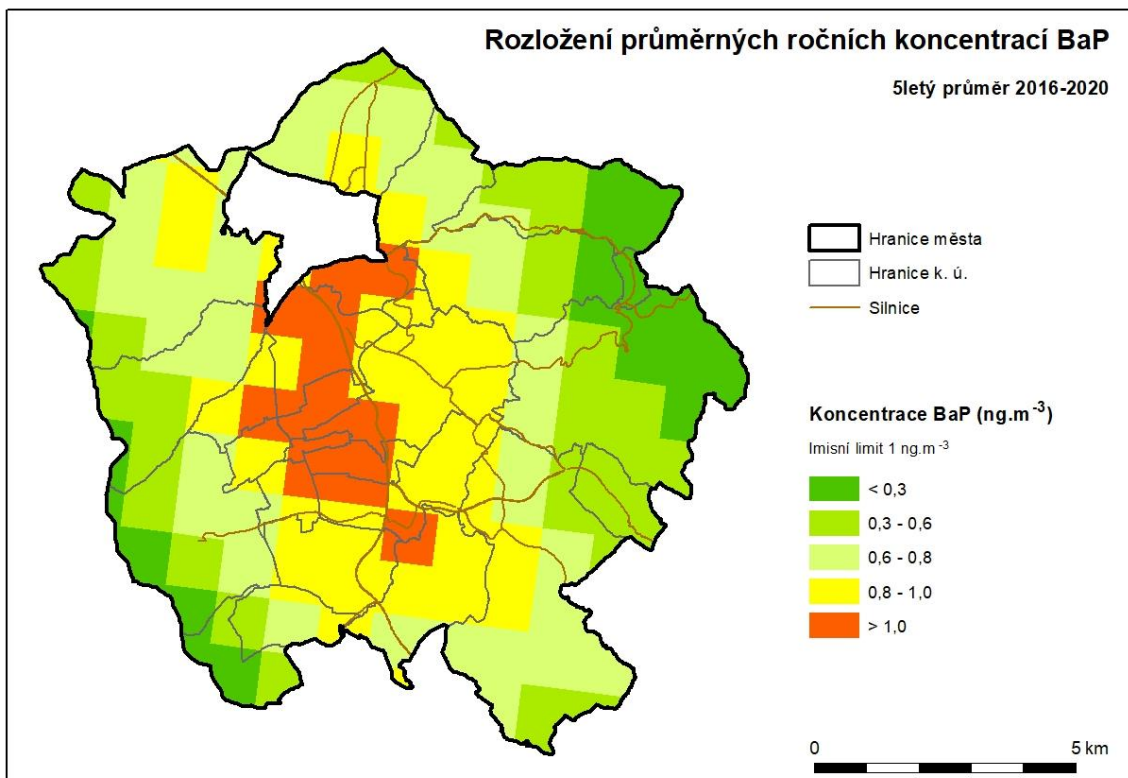 Rozložení průměrných ročních koncentrací BaP
5letý průměr 2016-2020
Hranice města
Hranice k. ú.
Silnice
Koncentrace BaP (ng.m-3)
Imisní limit 1 ng.m-3
< 0,3
0,3 - 0,6
0,6 - 0,8
0,8 - 1,0
> 1,0
0 5 km